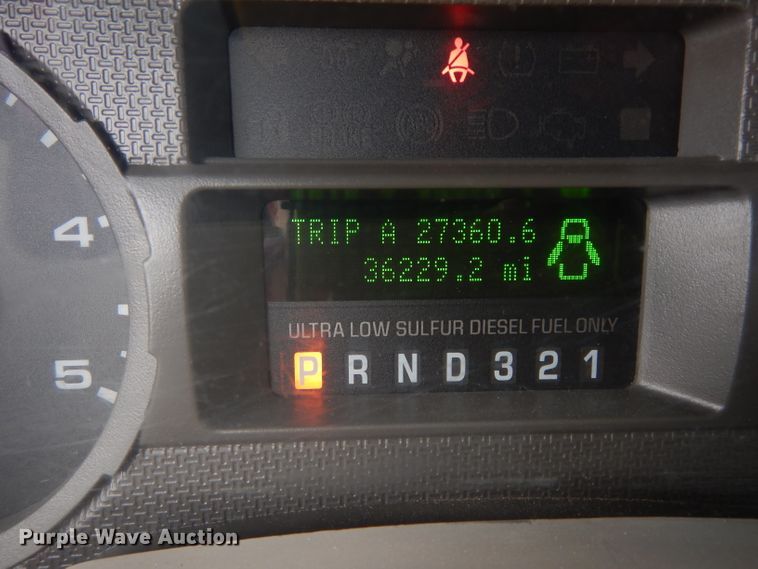 4
TRIP A 27360.6
36229.2 mi
ULTRA LOW SULFUR DIESEL FUEL ONLY
P R N D 3 2 1
5
Purple Wave Auction